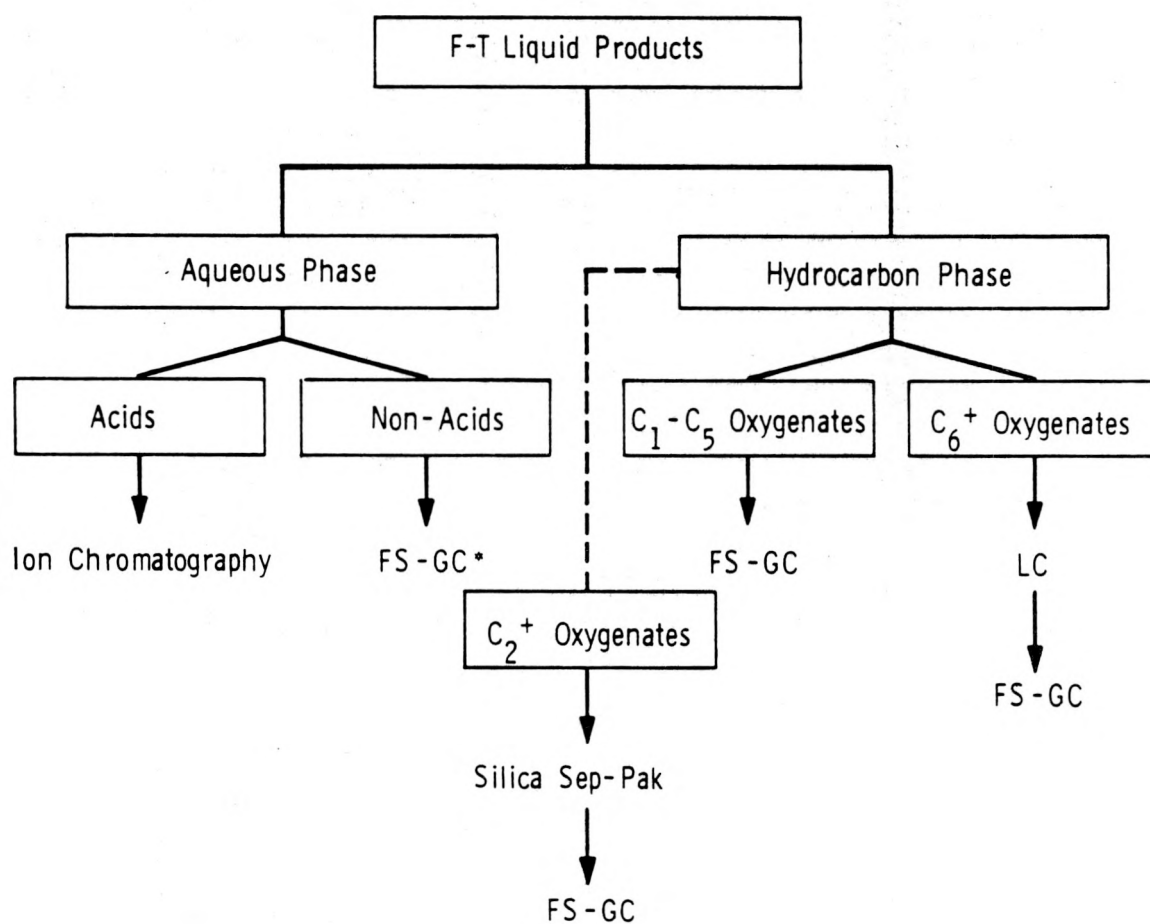 F-T Liquid Products
Aqueous Phase
Hydrocarbon Phase
Acids
Non-Acids
C₁-C₅ Oxygenates
C₆⁺ Oxygenates
Ion Chromatography
FS-GC*
FS-GC
LC
C₂⁺ Oxygenates
FS-GC
Silica Sep-Pak
FS-GC